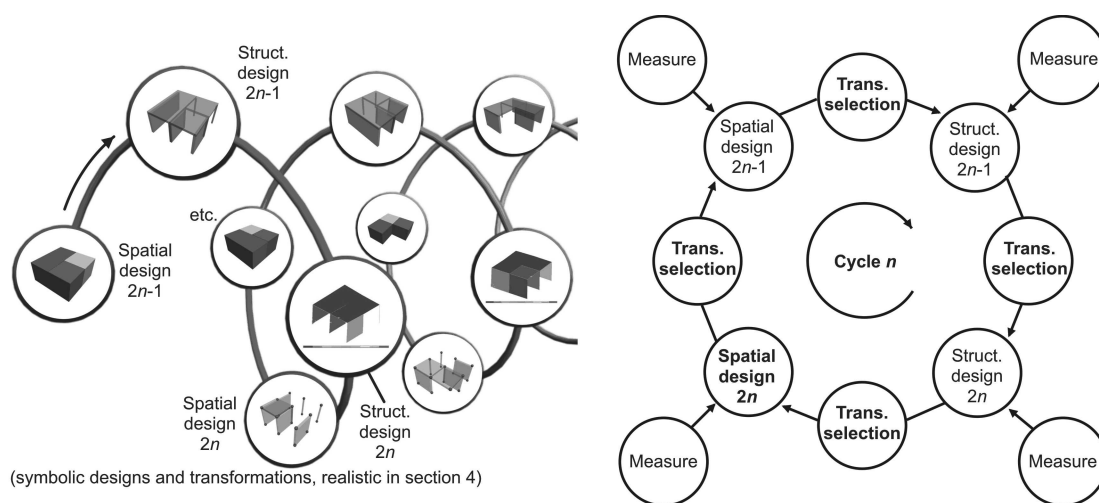 Struct.
design
2n-1
etc.
Spatial
design
2n-1
Spatial
design
2n
Struct.
design
2n
(symbolic designs and transformations, realistic in section 4)
Measure
Trans.
selection
Measure
Spatial
design
2n-1
Struct.
design
2n-1
Trans.
selection
Cycle n
Trans.
selection
Spatial
design
2n
Trans.
selection
Struct.
design
2n
Measure
Measure